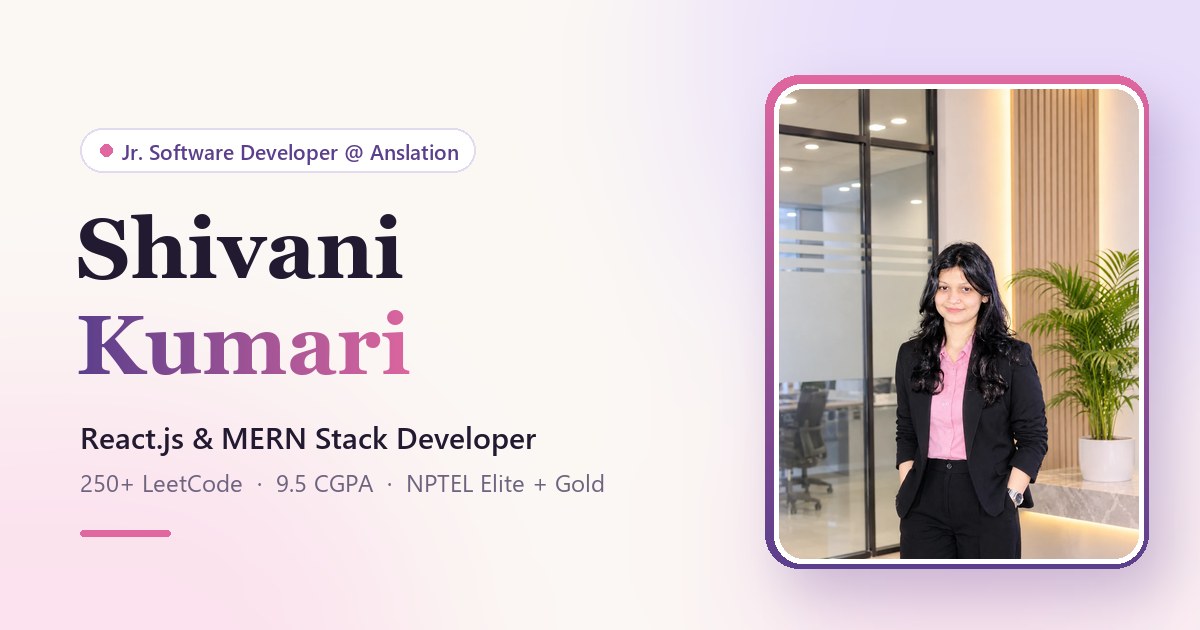 Jr. Software Developer @ Anslation
Shivani
Kumari
React.js & MERN Stack Developer
250+ LeetCode · 9.5 CGPA · NPTEL Elite + Gold